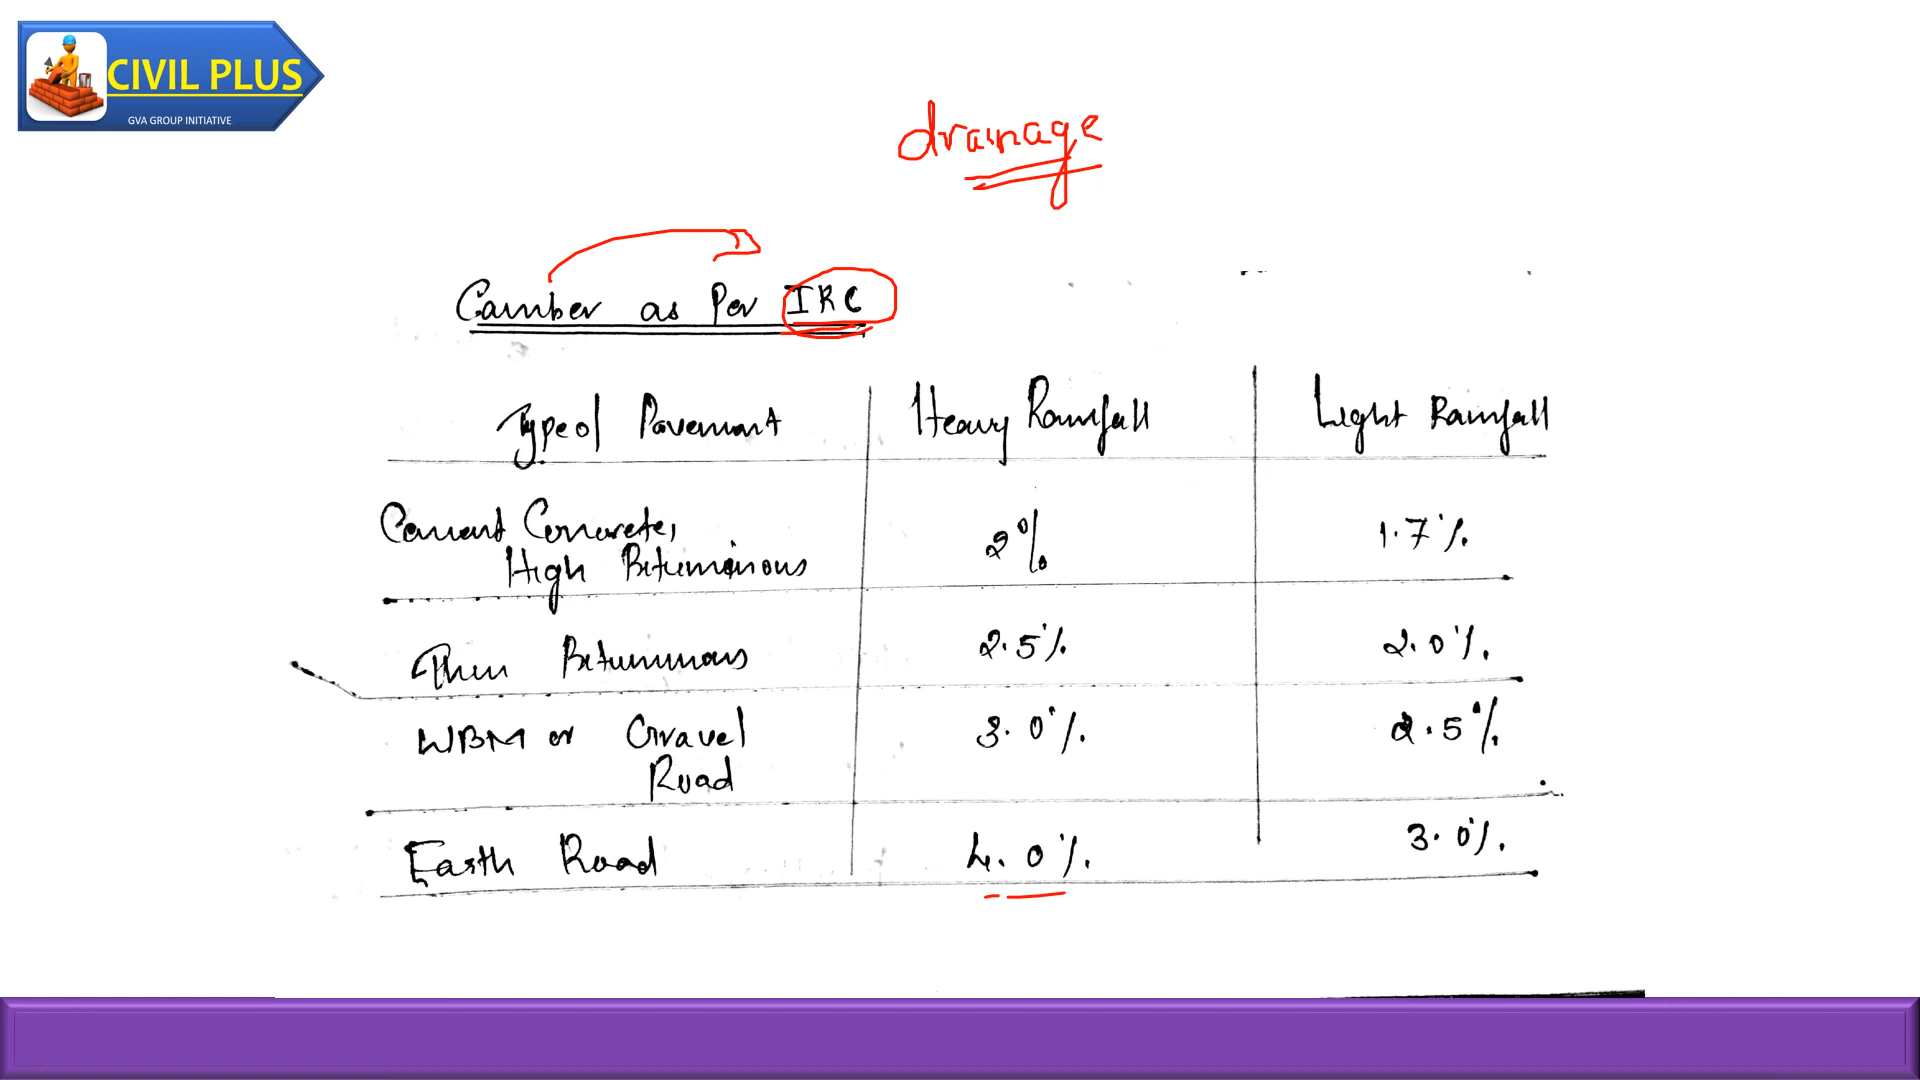 CIVIL PLUS
GVA GROUP INITIATIVE
drainage
Camber as Per IRC
Type of Pavement Heavy Rainfall Light Rainfall
Cement Concrete, 2% 1.7%
High Bituminous
Thin Bituminous 2.5% 2.0%
WBM or Gravel 3.0% 2.5%
Road
Earth Road 4.0% 3.0%